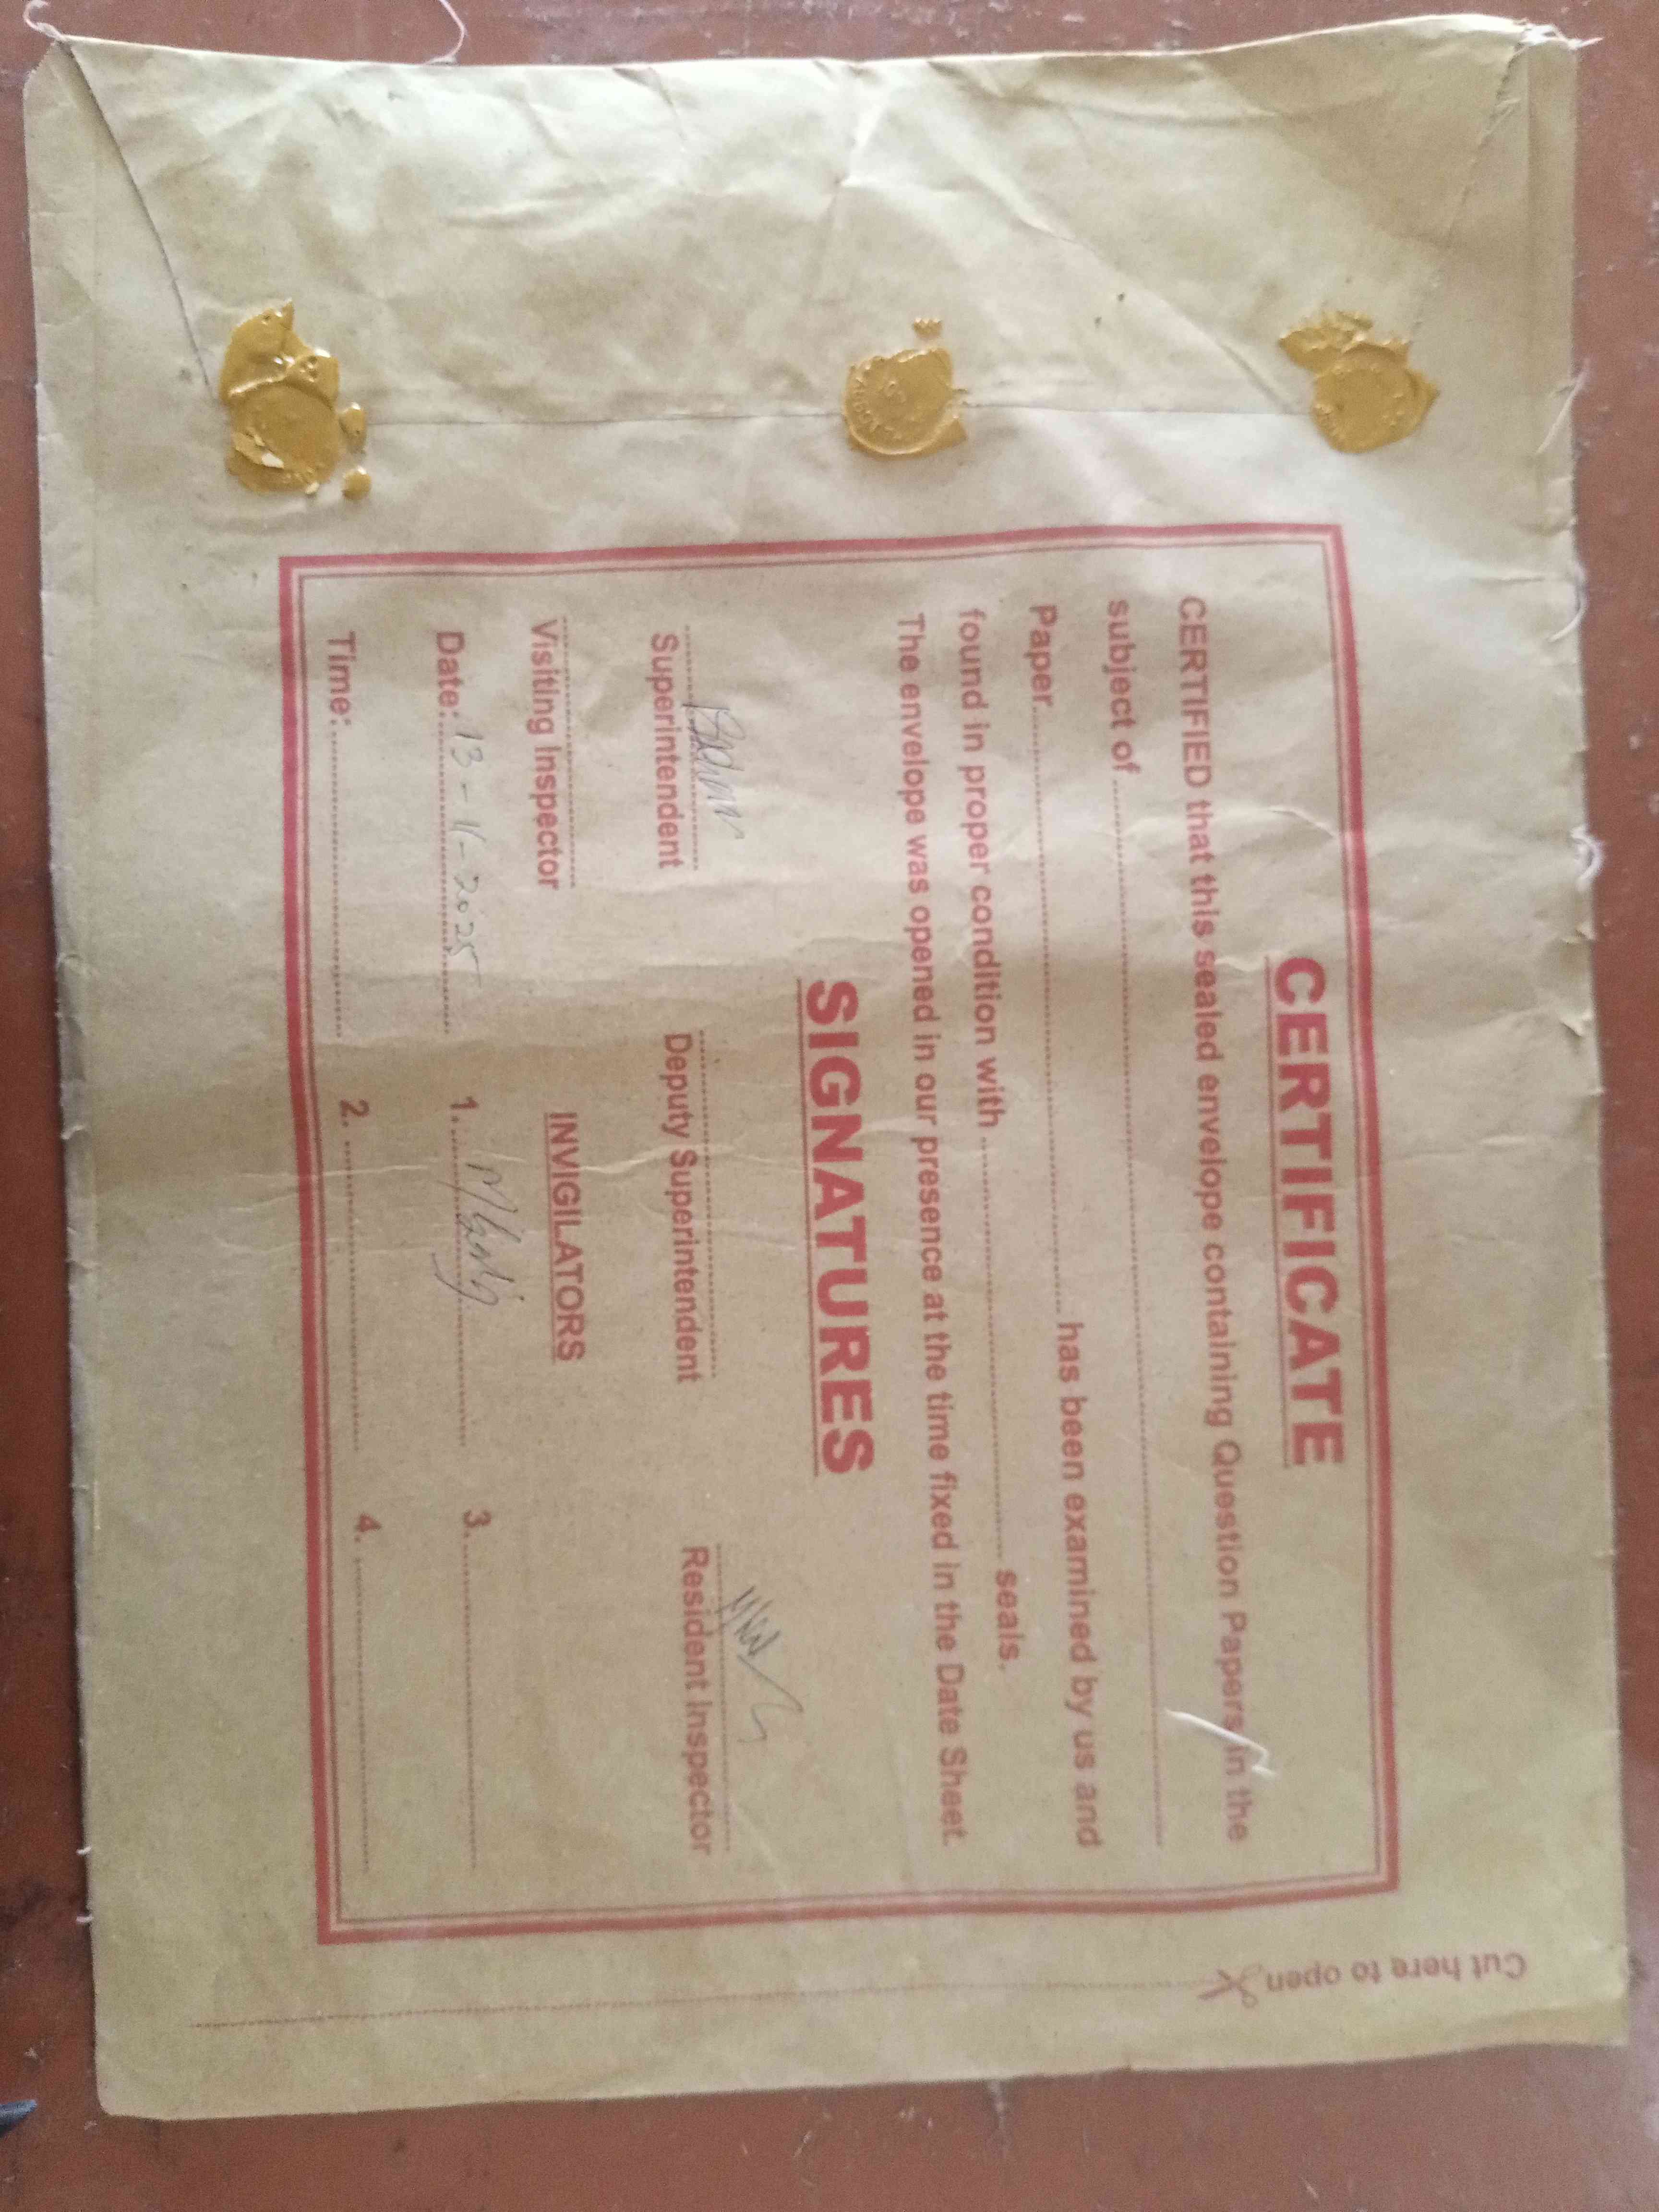 CERTIFICATE
CERTIFIED that this sealed envelope containing Question Papers in the
subject of
Paper has been examined by us and
found in proper condition with seals.
The envelope was opened in our presence at the time fixed in the Date Sheet.
SIGNATURES
Superintendent Deputy Superintendent Resident Inspector
Visiting Inspector INVIGILATORS
Date: 13-11-2025 1. 3.
Time: 2. 4.
Cut here to open